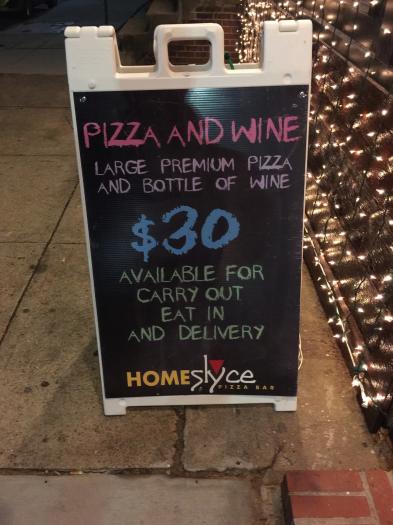 PIZZA AND WINE
LARGE PREMIUM PIZZA
AND BOTTLE OF WINE
$30
AVAILABLE FOR
CARRY OUT
EAT IN
AND DELIVERY
HOMEslyce
PIZZA BAR